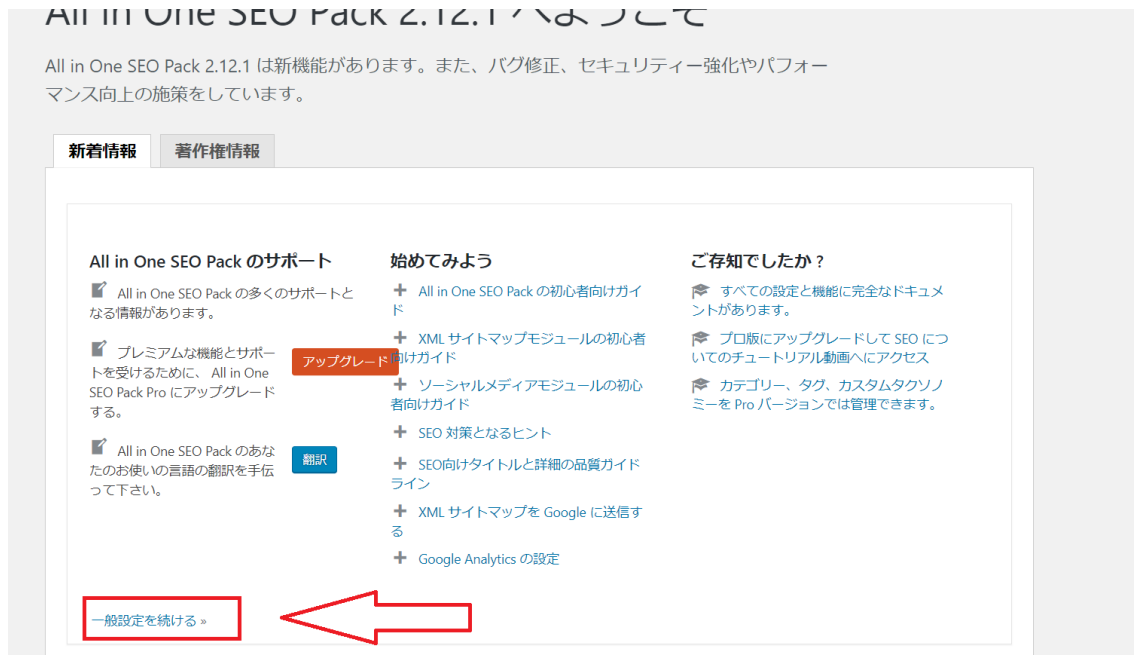 All in One SEO Pack 2.12.1 へようこそ
All in One SEO Pack 2.12.1 は新機能があります。また、バグ修正、セキュリティー強化やパフォー
マンス向上の施策をしています。
新着情報
著作権情報
All in One SEO Pack のサポート
All in One SEO Pack の多くのサポートと
なる情報があります。
プレミアムな機能とサポー
トを受けるために、 All in One
SEO Pack Pro にアップグレード
する。
アップグレード
All in One SEO Pack のあな
たのお使いの言語の翻訳を手伝
って下さい。
翻訳
始めてみよう
All in One SEO Pack の初心者向けガイ
ド
XML サイトマップモジュールの初心者
向けガイド
ソーシャルメディアモジュールの初心
者向けガイド
SEO 対策となるヒント
SEO向けタイトルと詳細の品質ガイド
ライン
XML サイトマップを Google に送信す
る
Google Analytics の設定
ご存知でしたか ?
すべての設定と機能に完全なドキュメ
ントがあります。
プロ版にアップグレードして SEO につ
いてのチュートリアル動画へにアクセス
カテゴリー、タグ、カスタムタクソノ
ミーを Pro バージョンでは管理できます。
一般設定を続ける »